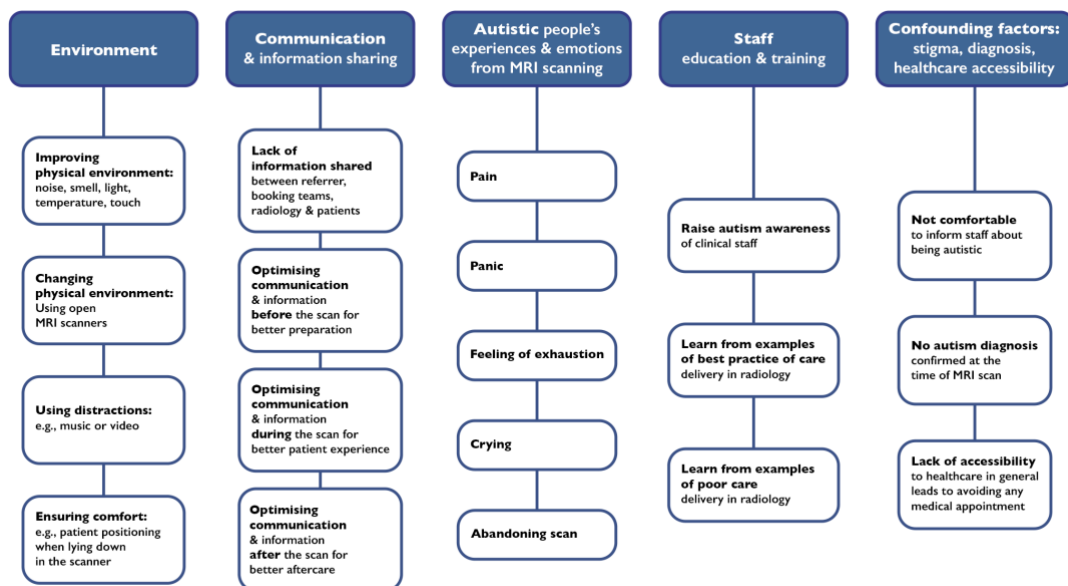 Environment
Improving
physical environment:
noise, smell, light,
temperature, touch
Changing
physical environment:
Using open
MRI scanners
Using distractions:
e.g., music or video
Ensuring comfort:
e.g., patient positioning
when lying down
in the scanner
Communication
& information sharing
Lack of
information shared
between referrer,
booking teams,
radiology & patients
Optimising
communication
& information
before the scan for
better preparation
Optimising
communication
& information
during the scan for
better patient experience
Optimising
communication
& information
after the scan for
better aftercare
Autistic people's
experiences & emotions
from MRI scanning
Pain
Panic
Feeling of exhaustion
Crying
Abandoning scan
Staff
education & training
Raise autism awareness
of clinical staff
Learn from examples
of best practice of care
delivery in radiology
Learn from examples
of poor care
delivery in radiology
Confounding factors:
stigma, diagnosis,
healthcare accessibility
Not comfortable
to inform staff about
being autistic
No autism diagnosis
confirmed at the
time of MRI scan
Lack of accessibility
to healthcare in general
leads to avoiding any
medical appointment